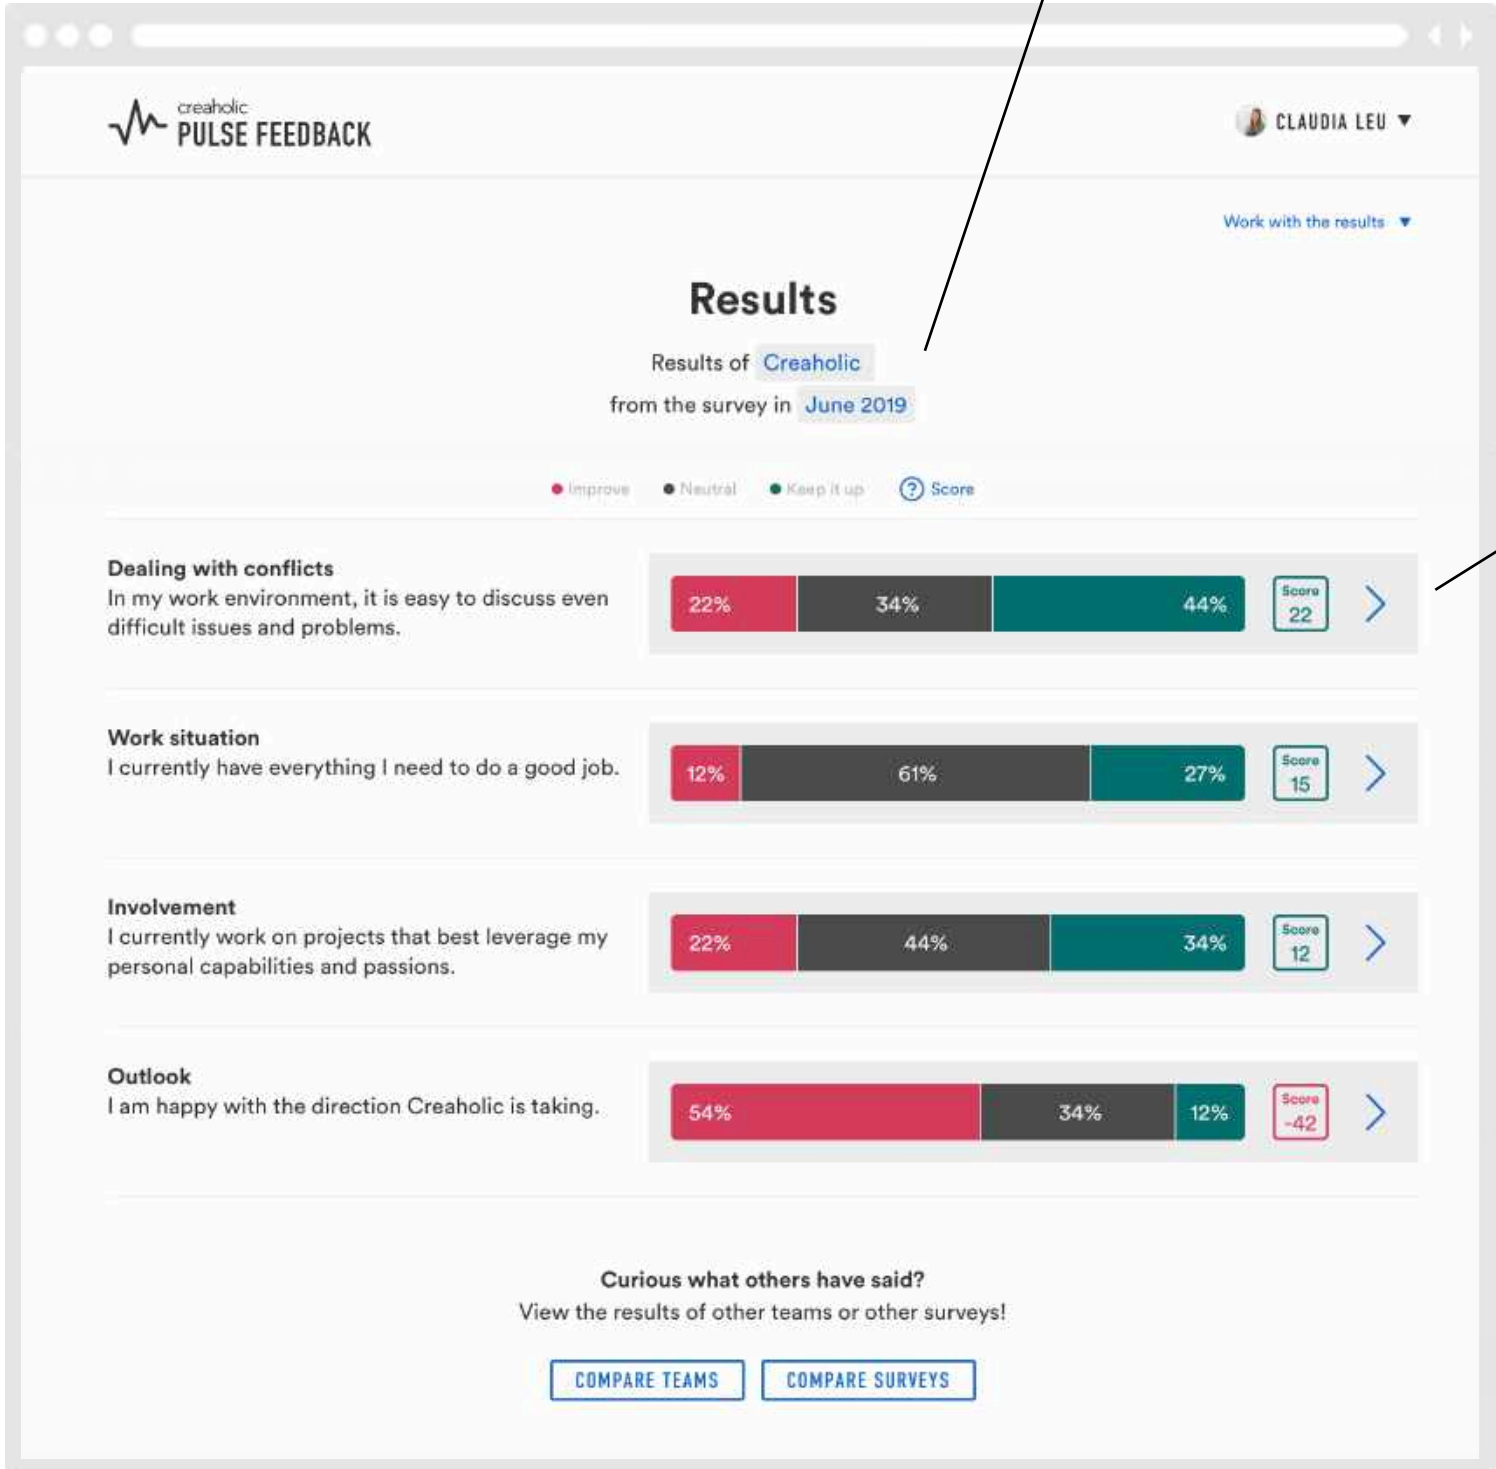 creaholic
PULSE FEEDBACK
CLAUDIA LEU
Work with the results
Results
Results of Creaholic
from the survey in June 2019
Improve Neutral Keep it up ? Score
Dealing with conflicts
In my work environment, it is easy to discuss even
difficult issues and problems.
22% 34% 44% Score
22
Work situation
I currently have everything I need to do a good job.
12% 61% 27% Score
15
Involvement
I currently work on projects that best leverage my
personal capabilities and passions.
22% 44% 34% Score
12
Outlook
I am happy with the direction Creaholic is taking.
54% 34% 12% Score
-42
Curious what others have said?
View the results of other teams or other surveys!
COMPARE TEAMS COMPARE SURVEYS